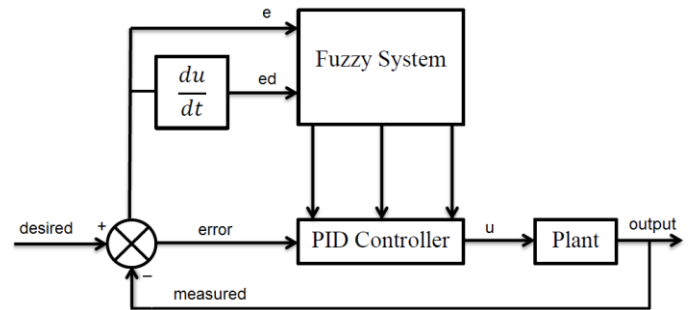 e
Fuzzy System
du
dt
ed
desired
+
error
PID Controller
u
Plant
output
−
measured